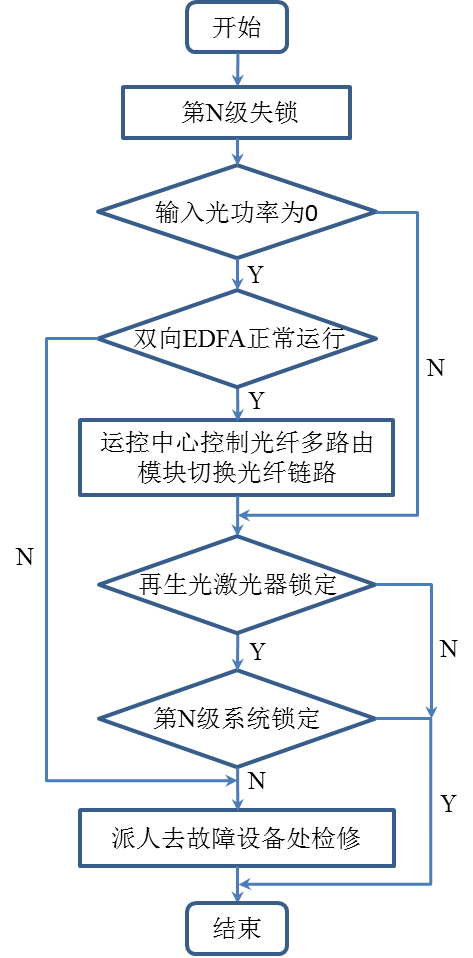 开始
第N级失锁
输入光功率为0
Y
双向EDFA正常运行
N
Y
运控中心控制光纤多路由
模块切换光纤链路
N
再生光激光器锁定
N
Y
第N级系统锁定
N
Y
派人去故障设备处检修
结束